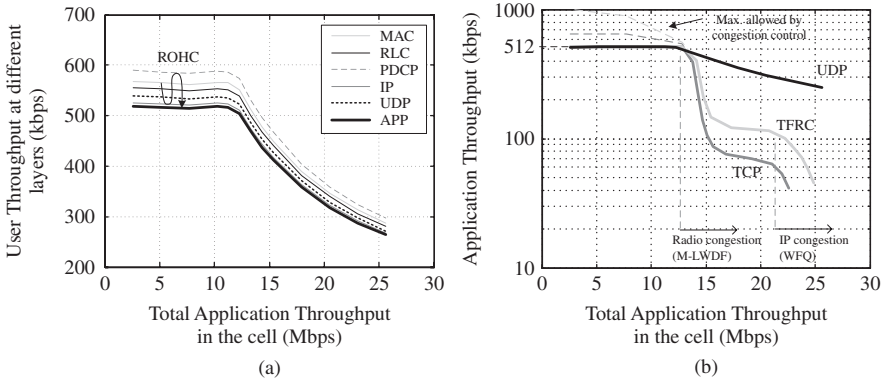 User Throughput at different
layers (kbps)
700
600
500
400
300
200
ROHC
MAC
RLC
PDCP
IP
UDP
APP
0 5 10 15 20 25 30
Total Application Throughput
in the cell (Mbps)
(a)
Application Throughput (kbps)
1000
512
100
10
Max. allowed by
congestion control
UDP
TFRC
TCP
Radio congestion
(M-LWDF)
IP congestion
(WFQ)
0 5 10 15 20 25 30
Total Application Throughput
in the cell (Mbps)
(b)